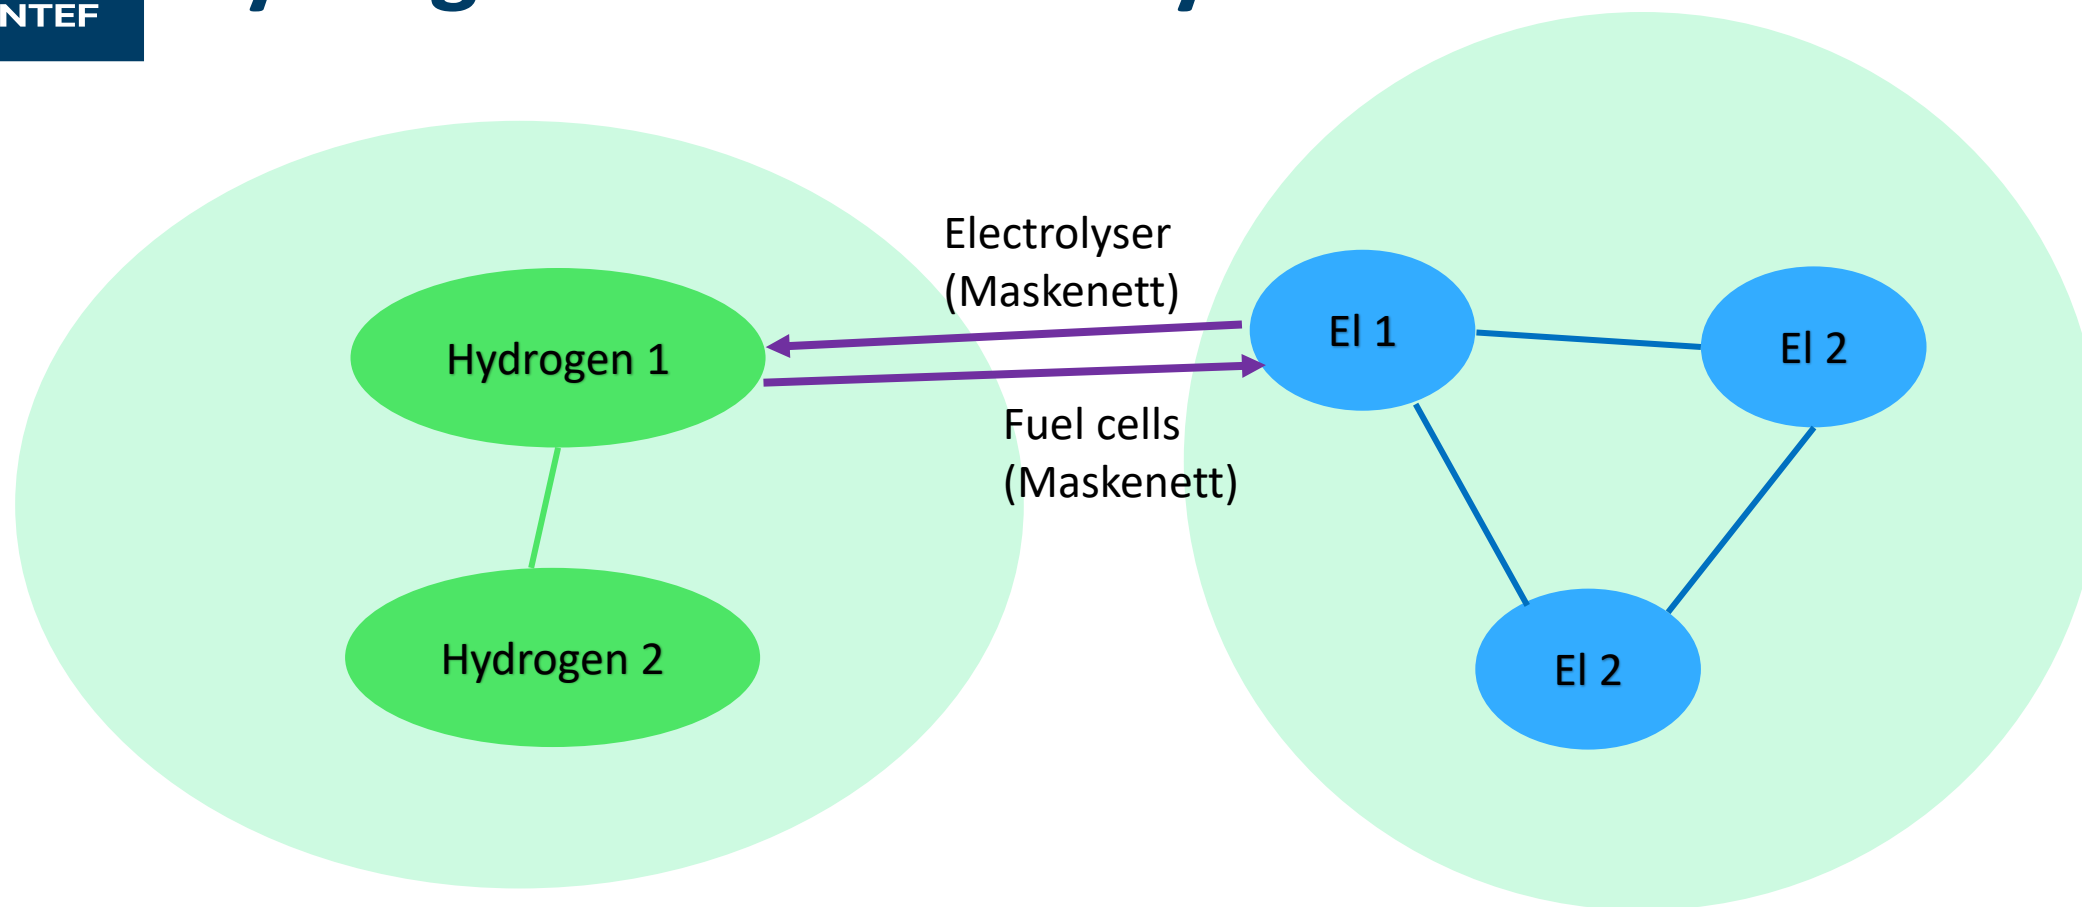 NTEF
Electrolyser
(Maskenett)
El 1
El 2
Hydrogen 1
Fuel cells
(Maskenett)
Hydrogen 2
El 2